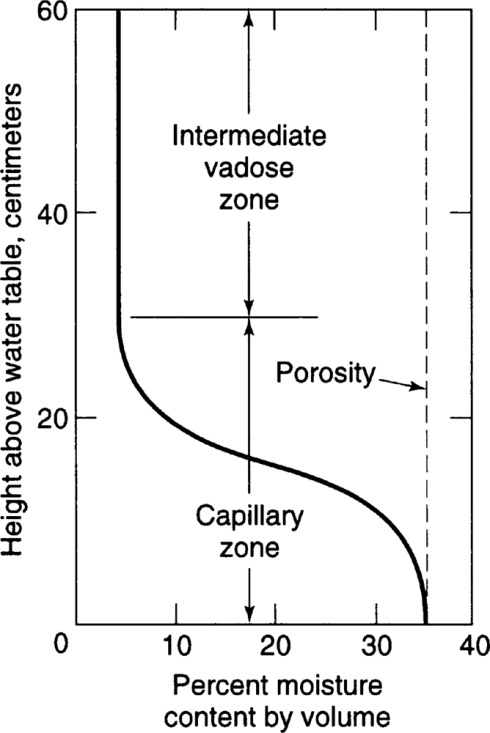 Height above water table, centimeters
60
40
20
0
10
20
30
40
Intermediate
vadose
zone
Porosity
Capillary
zone
Percent moisture
content by volume